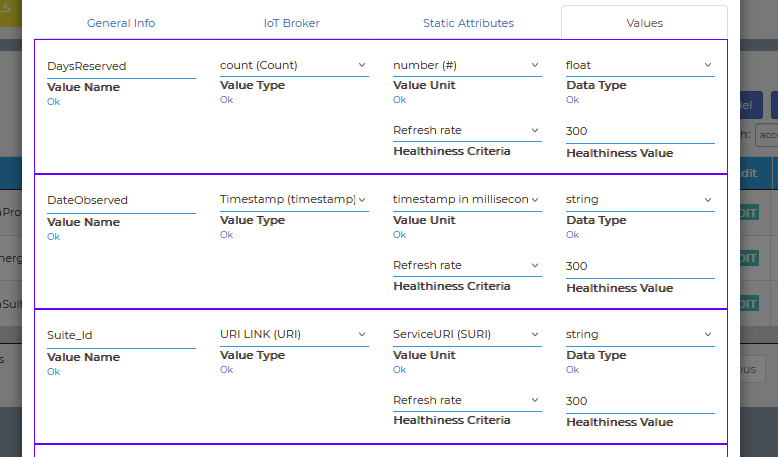 General Info
IoT Broker
Static Attributes
Values
DaysReserved
count (Count)
number (#)
float
Value Name
Value Type
Value Unit
Data Type
Ok
Ok
Ok
Ok
Refresh rate
300
Healthiness Criteria
Healthiness Value
DateObserved
Timestamp (timestamp)
timestamp in millisecon
string
Value Name
Value Type
Value Unit
Data Type
Ok
Ok
Ok
Ok
Refresh rate
300
Healthiness Criteria
Healthiness Value
Suite_Id
URI LINK (URI)
ServiceURI (SURI)
string
Value Name
Value Type
Value Unit
Data Type
Ok
Ok
Ok
Ok
Refresh rate
300
Healthiness Criteria
Healthiness Value